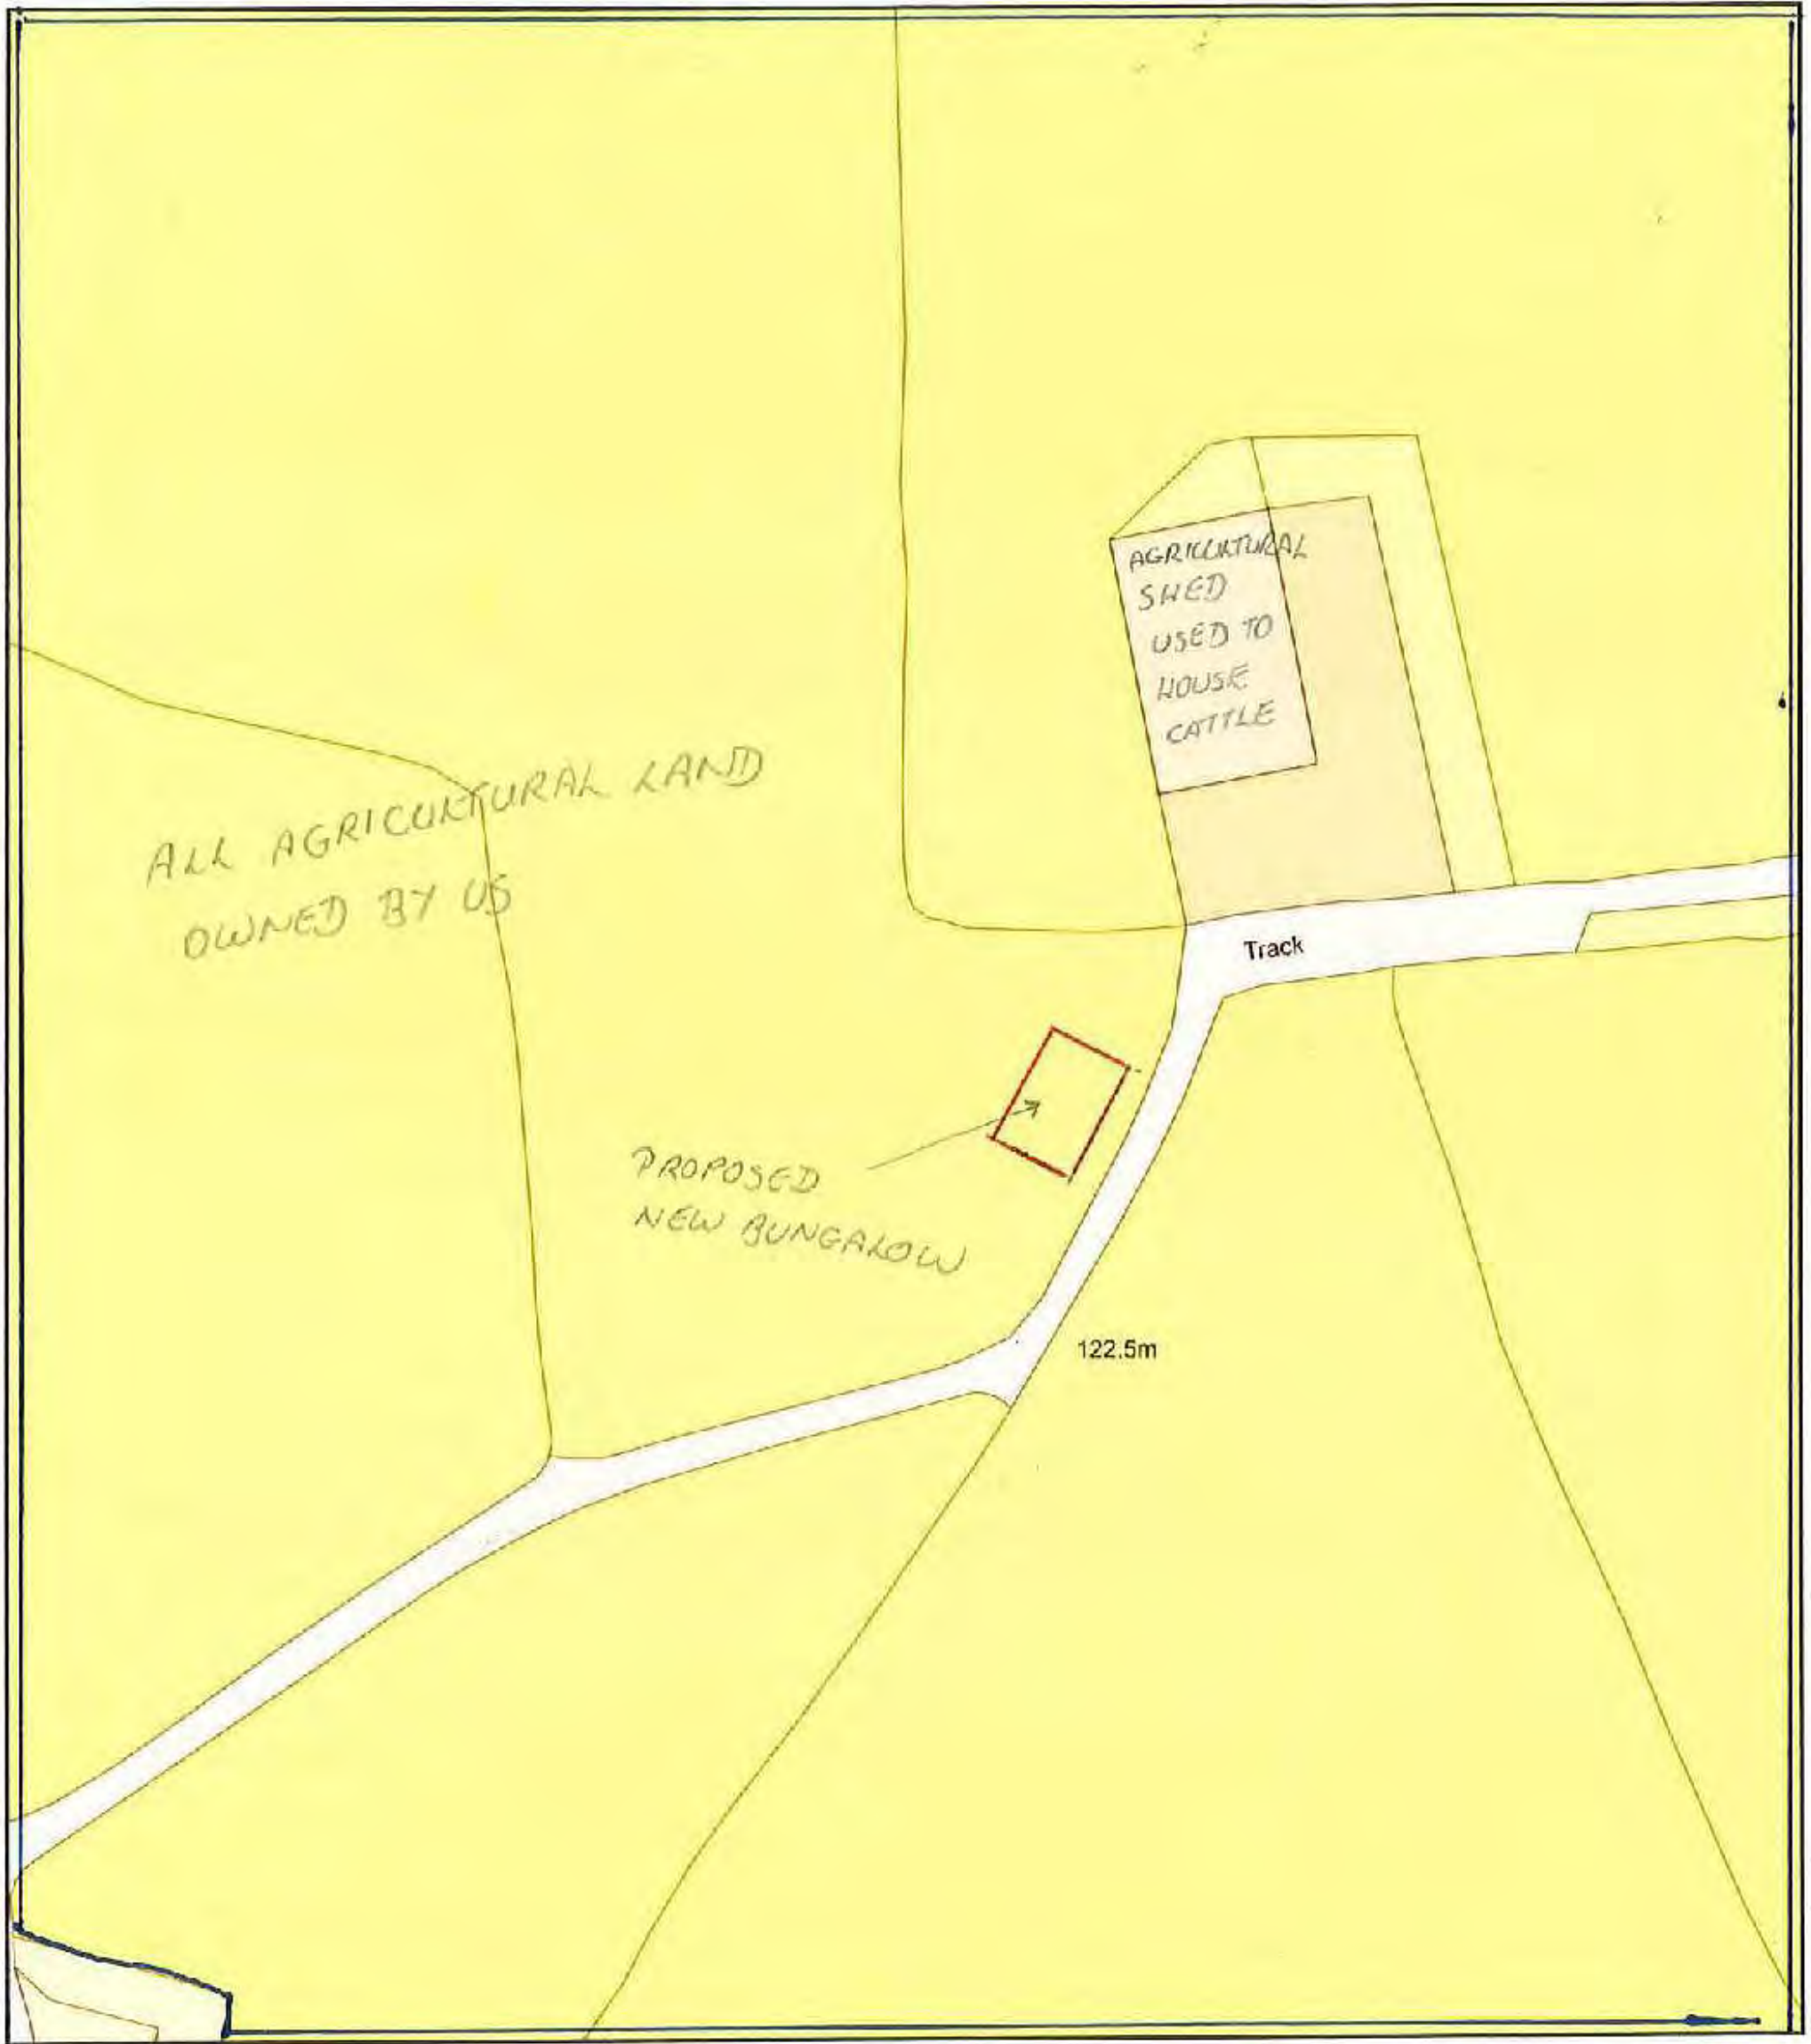 AGRICULTURAL
SHED
USED TO
HOUSE
CATTLE
ALL AGRICULTURAL LAND
OWNED BY US
Track
PROPOSED
NEW BUNGALOW
122.5m